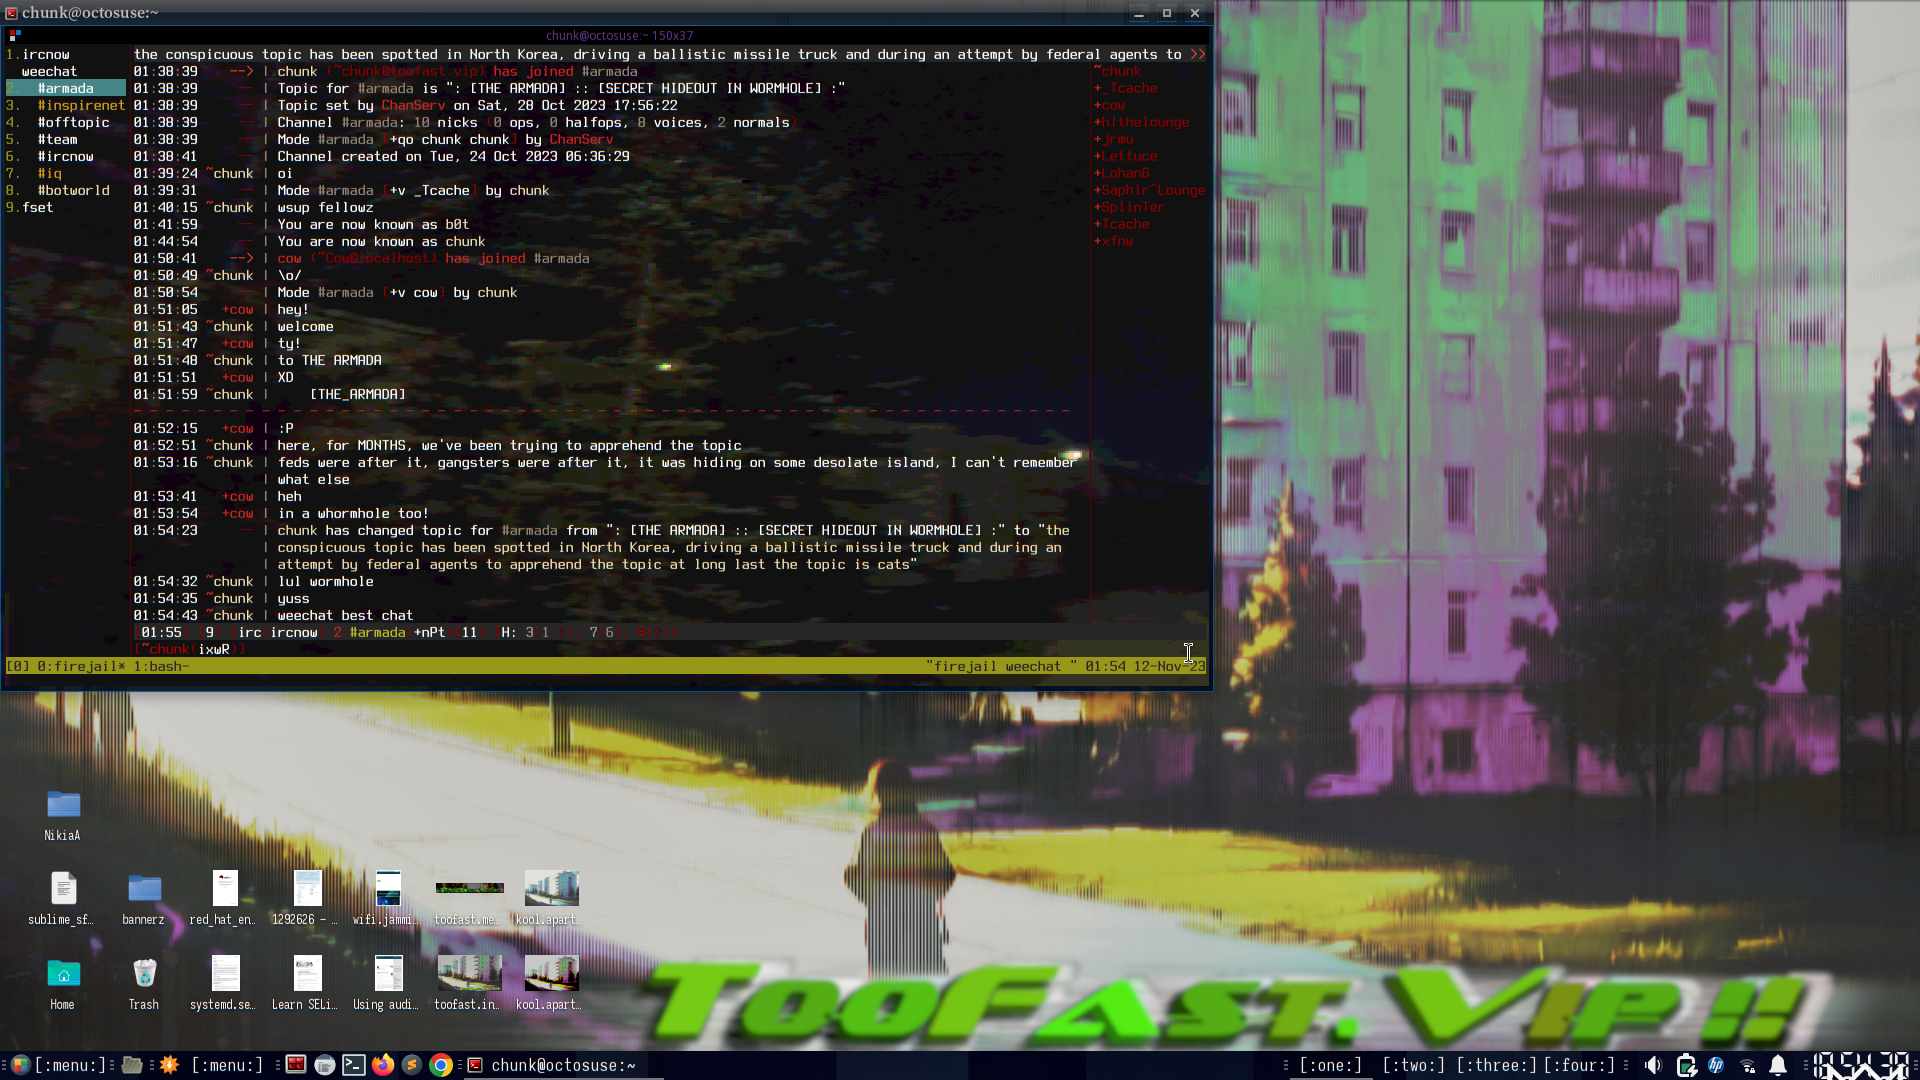 chunk@octosuse:~
chunk@octosuse:~ 150x37
1.ircnow
weechat
2. #armada
3. #inspirenet
4. #offtopic
5. #team
6. #ircnow
7. #iq
8. #botworld
9.fset
the conspicuous topic has been spotted in North Korea, driving a ballistic missile truck and during an attempt by federal agents to >>
01:38:39 --> | chunk (~chunk@toofast.vip) has joined #armada
01:38:39 -- | Topic for #armada is ": [THE ARMADA] :: [SECRET HIDEOUT IN WORMHOLE] :"
01:38:39 -- | Topic set by ChanServ on Sat, 28 Oct 2023 17:56:22
01:38:39 -- | Channel #armada: 10 nicks (0 ops, 0 halfops, 8 voices, 2 normals)
01:38:39 -- | Mode #armada [+qo chunk chunk] by ChanServ
01:38:41 -- | Channel created on Tue, 24 Oct 2023 06:36:29
01:39:24 ~chunk | oi
01:39:31 -- | Mode #armada [+v _Tcache] by chunk
01:40:15 ~chunk | wsup fellowz
01:41:59 -- | You are now known as b0t
01:44:54 -- | You are now known as chunk
01:50:41 --> | cow (~Cow@localhost) has joined #armada
01:50:49 ~chunk | \o/
01:50:54 -- | Mode #armada [+v cow] by chunk
01:51:05 +cow | hey!
01:51:43 ~chunk | welcome
01:51:47 +cow | ty!
01:51:48 ~chunk | to THE ARMADA
01:51:51 +cow | XD
01:51:59 ~chunk | [THE_ARMADA]
01:52:15 +cow | :P
01:52:51 ~chunk | here, for MONTHS, we've been trying to apprehend the topic
01:53:16 ~chunk | feds were after it, gangsters were after it, it was hiding on some desolate island, I can't remember
| what else
01:53:41 +cow | heh
01:53:54 +cow | in a whormhole too!
01:54:23 -- | chunk has changed topic for #armada from ": [THE ARMADA] :: [SECRET HIDEOUT IN WORMHOLE] :" to "the
| conspicuous topic has been spotted in North Korea, driving a ballistic missile truck and during an
| attempt by federal agents to apprehend the topic at long last the topic is cats"
01:54:32 ~chunk | lul wormhole
01:54:35 ~chunk | yuss
01:54:43 ~chunk | weechat best chat
[01:55] [9] [irc/ircnow] 2:#armada(+nPt){11} [H: 3(1
[~chunk(ixwR)]
[0] 0:firejail* 1:bash- "firejail weechat " 01:54 12-Nov-23
~chunk
+_Tcache
+cow
+h|thelounge
+jrmu
+Lettuce
+LohanG
+Saphir^Lounge
+SplinTer
+Tcache
+xfnw
NikiaA
sublime_sf…
bannerz
red_hat_en…
1292626 – …
wifi.jammi…
toofast.me…
kool.apart…
Home
Trash
systemd.se…
Learn SELi…
Using audi…
toofast.in…
kool.apart…
TooFast.Vip !!
[:menu:]
[:menu:]
chunk@octosuse:~
[:one:] [:two:] [:three:] [:four:]